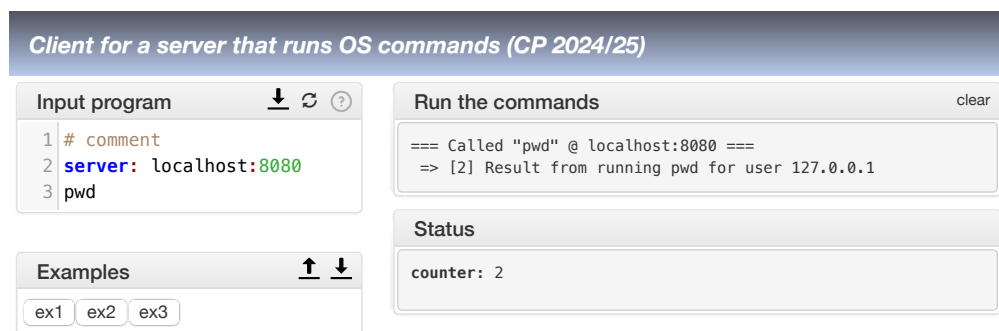 Client for a server that runs OS commands (CP 2024/25)
Input program
?
1 # comment
2 server: localhost:8080
3 pwd
Examples
ex1 ex2 ex3
Run the commands clear
=== Called "pwd" @ localhost:8080 ===
=> [2] Result from running pwd for user 127.0.0.1
Status
counter: 2